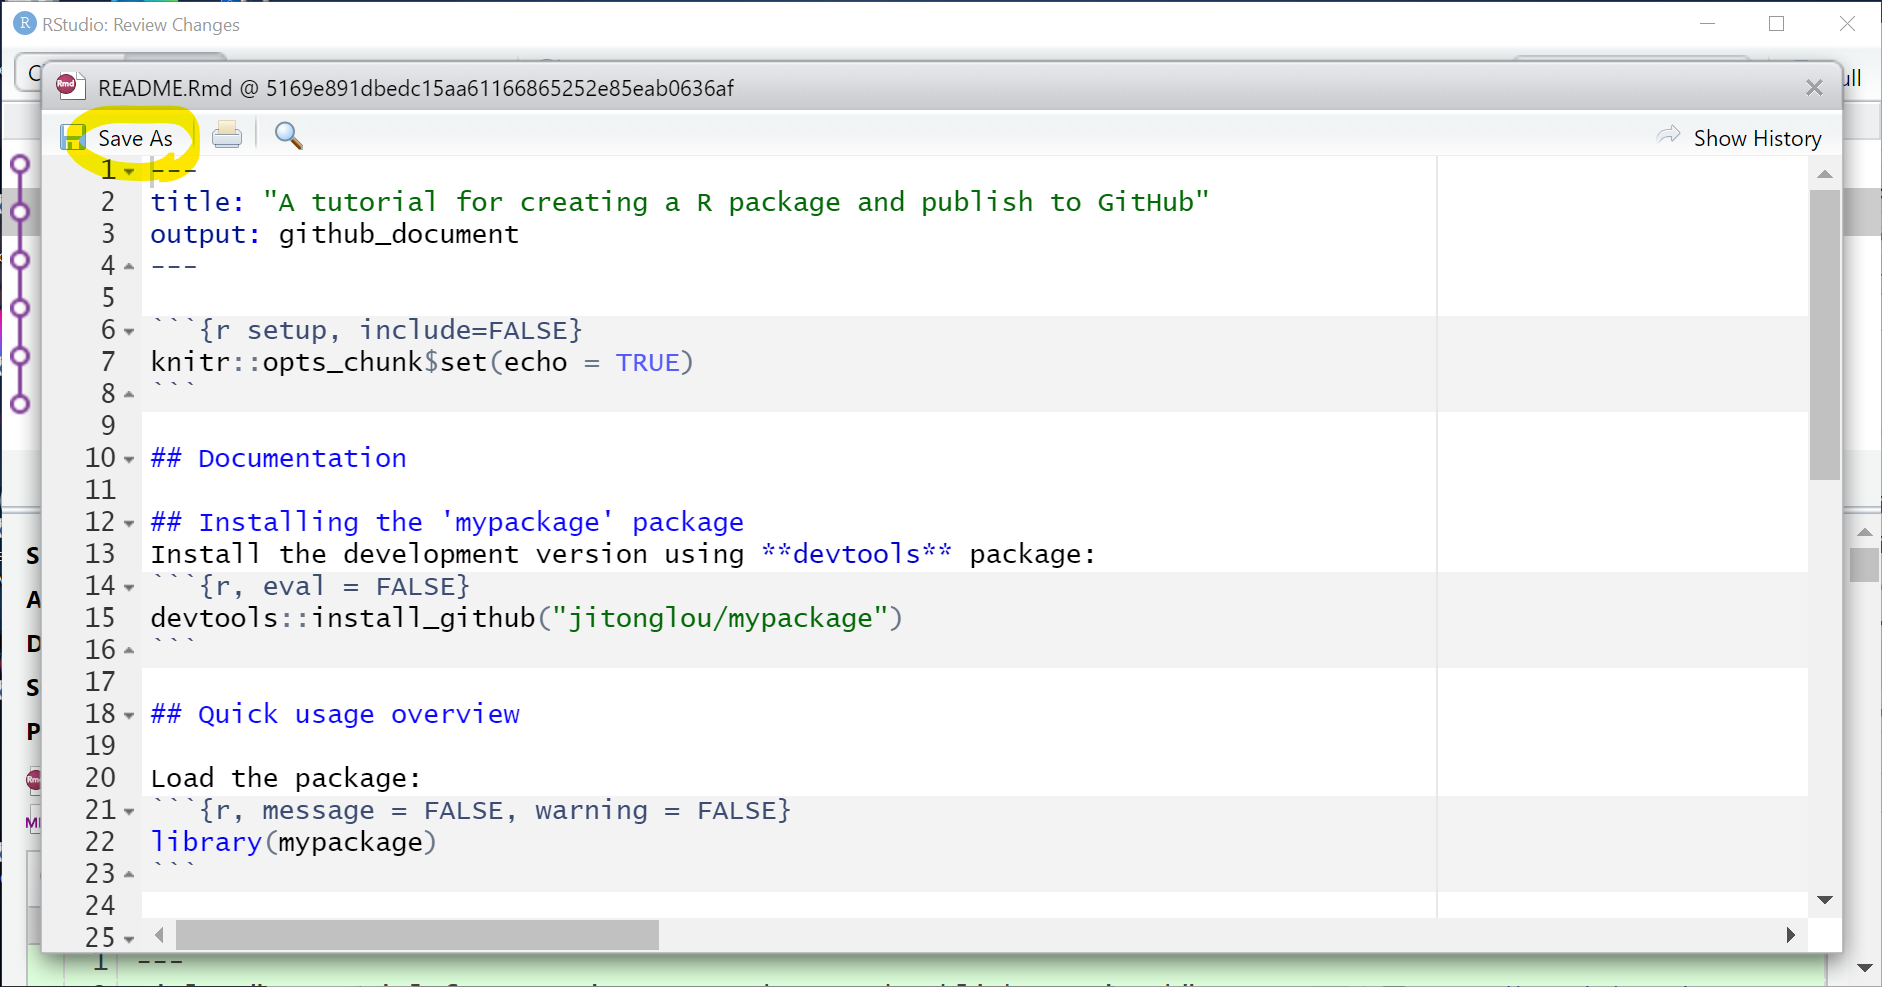 RStudio: Review Changes
README.Rmd @ 5169e891dbedc15aa61166865252e85eab0636af
Save As
Show History
1 ---
2 title: "A tutorial for creating a R package and publish to GitHub"
3 output: github_document
4 ---
5
6 ```{r setup, include=FALSE}
7 knitr::opts_chunk$set(echo = TRUE)
8 ```
9
10 ## Documentation
11
12 ## Installing the 'mypackage' package
13 Install the development version using **devtools** package:
14 ```{r, eval = FALSE}
15 devtools::install_github("jitonglou/mypackage")
16 ```
17
18 ## Quick usage overview
19
20 Load the package:
21 ```{r, message = FALSE, warning = FALSE}
22 library(mypackage)
23 ```
24
25
1 ---